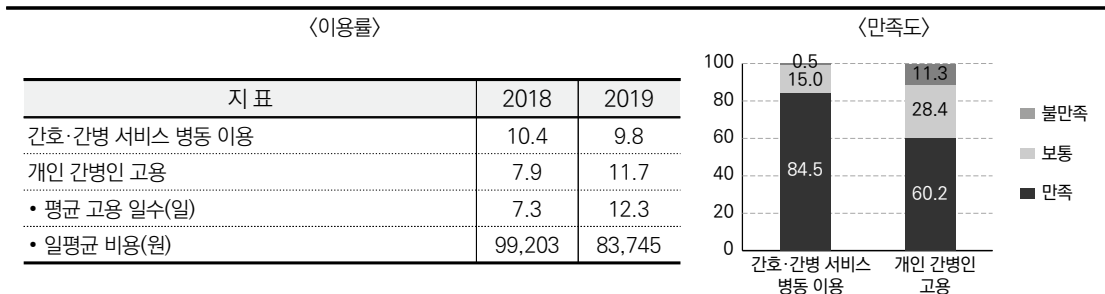 〈이용률〉
지 표 2018 2019
간호·간병 서비스 병동 이용 10.4 9.8
개인 간병인 고용 7.9 11.7
• 평균 고용 일수(일) 7.3 12.3
• 일평균 비용(원) 99,203 83,745
〈만족도〉
100
80
60
40
20
0
0.5
15.0
84.5
11.3
28.4
60.2
간호·간병 서비스
병동 이용
개인 간병인
고용
불만족
보통
만족